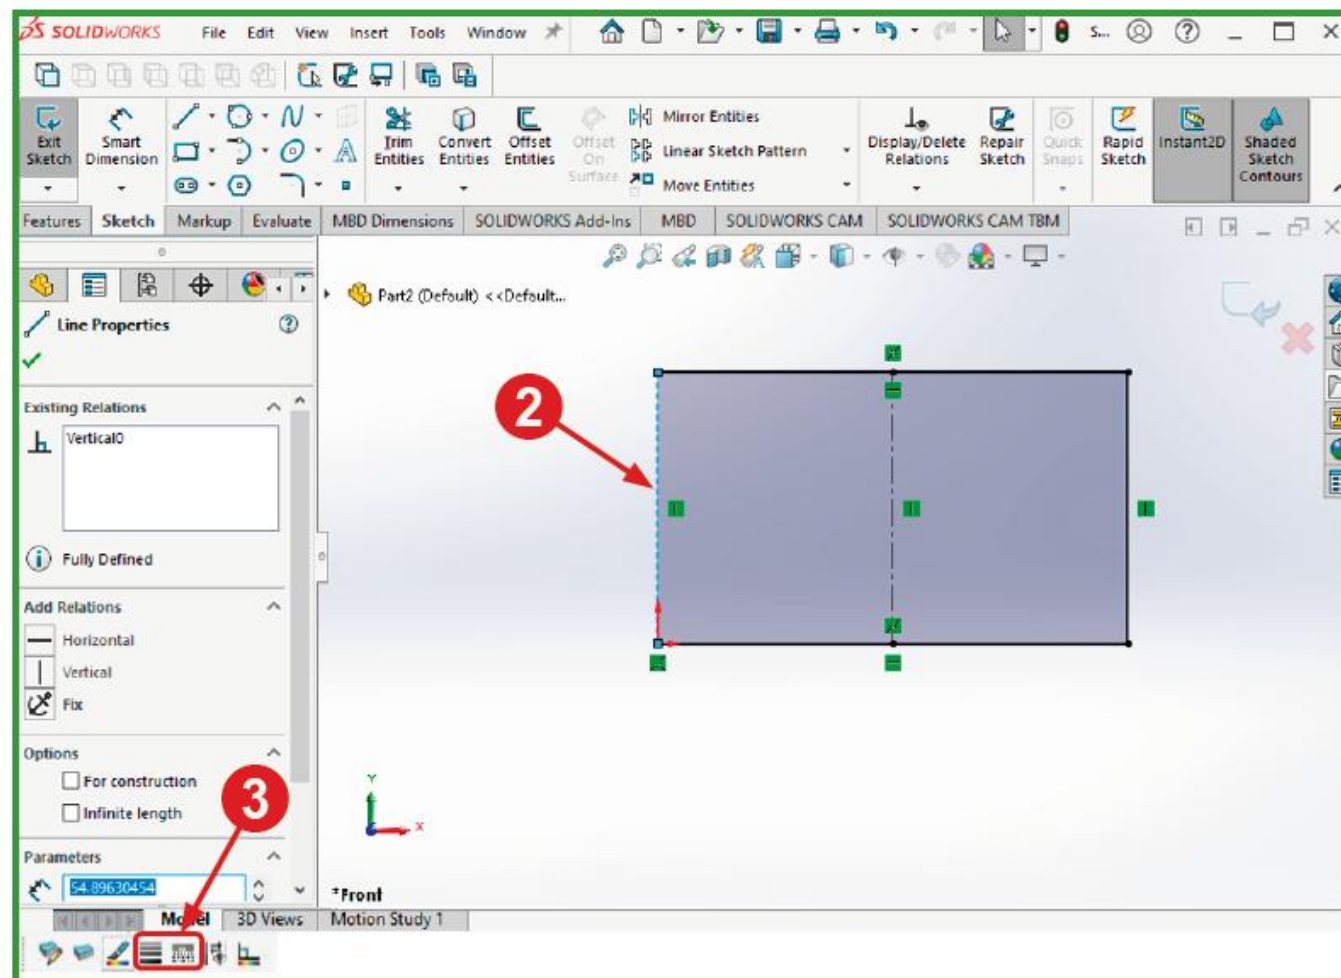 SOLIDWORKS File Edit View Insert Tools Window S...
Exit Sketch
Smart Dimension
Trim Entities
Convert Entities
Offset Entities
Offset On Surface
Mirror Entities
Linear Sketch Pattern
Move Entities
Display/Delete Relations
Repair Sketch
Quick Snaps
Rapid Sketch
Instant2D
Shaded Sketch Contours
Features Sketch Markup Evaluate MBD Dimensions SOLIDWORKS Add-Ins MBD SOLIDWORKS CAM SOLIDWORKS CAM TBM
Part2 (Default) <<Default...
Line Properties
Existing Relations
Vertical0
2
Fully Defined
Add Relations
Horizontal
Vertical
Fix
Options
For construction
Infinite length
3
Y
X
Parameters
54.89630454
*Front
Model 3D Views Motion Study 1